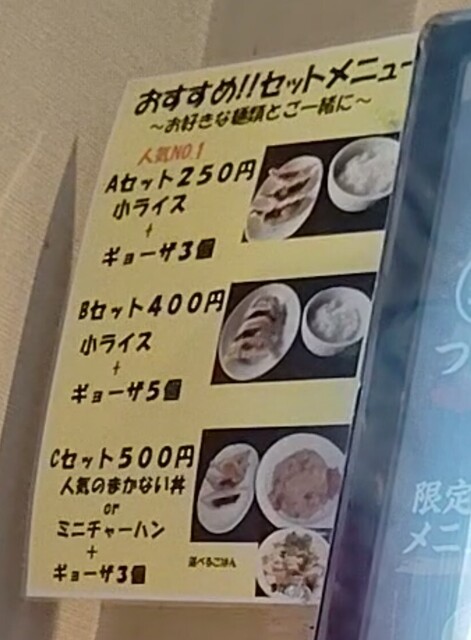 おすすめ!!セットメニュー
～お好きな麺類とご一緒に～
人気NO.1
Aセット250円
小ライス
+
ギョーザ3個
Bセット400円
小ライス
+
ギョーザ5個
Cセット500円
人気のまかない丼
or
ミニチャーハン
+
ギョーザ3個
選べるごはん
フ
限定
メニ